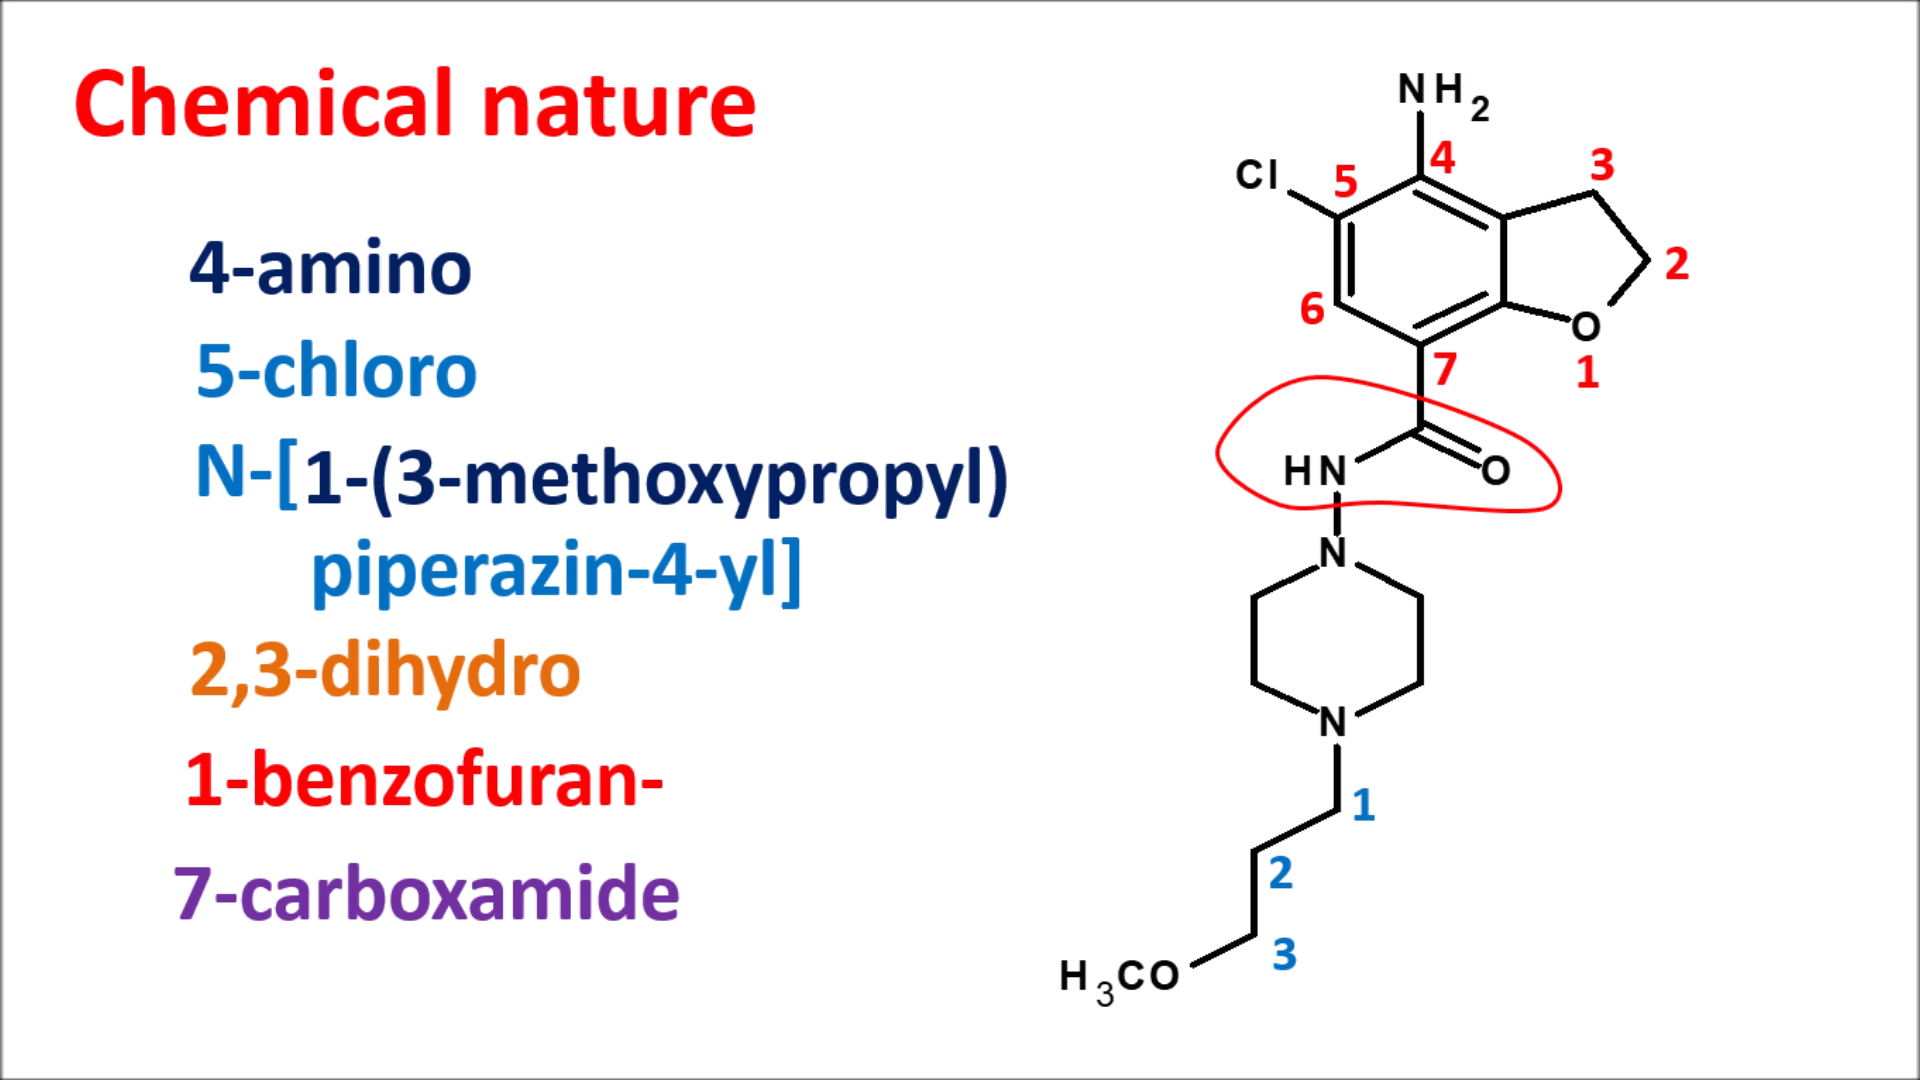 Chemical nature
4-amino
5-chloro
N-[1-(3-methoxypropyl)
piperazin-4-yl]
2,3-dihydro
1-benzofuran-
7-carboxamide
NH2
Cl
5
4
3
2
6
O
7
1
HN
O
N
N
1
2
3
H3CO